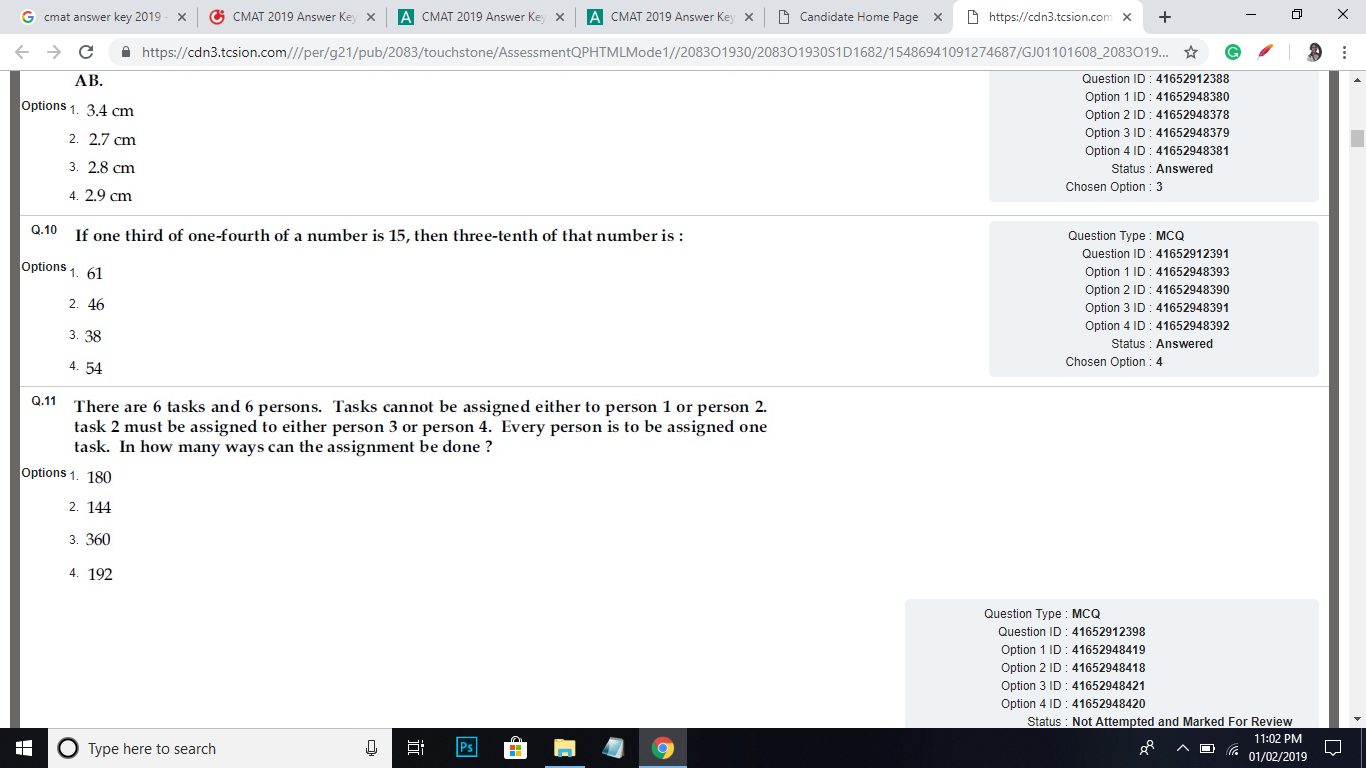 cmat answer key 2019 -
CMAT 2019 Answer Key
A CMAT 2019 Answer Key
A CMAT 2019 Answer Key
Candidate Home Page
https://cdn3.tcsion.com
https://cdn3.tcsion.com///per/g21/pub/2083/touchstone/AssessmentQPHTMLMode1//2083O1930/2083O1930S1D1682/15486941091274687/GJ01101608_2083O19...
AB.
Options 1. 3.4 cm
2. 2.7 cm
3. 2.8 cm
4. 2.9 cm
Question ID : 41652912388
Option 1 ID : 41652948380
Option 2 ID : 41652948378
Option 3 ID : 41652948379
Option 4 ID : 41652948381
Status : Answered
Chosen Option : 3
Q.10 If one third of one-fourth of a number is 15, then three-tenth of that number is :
Options 1. 61
2. 46
3. 38
4. 54
Question Type : MCQ
Question ID : 41652912391
Option 1 ID : 41652948393
Option 2 ID : 41652948390
Option 3 ID : 41652948391
Option 4 ID : 41652948392
Status : Answered
Chosen Option : 4
Q.11 There are 6 tasks and 6 persons. Tasks cannot be assigned either to person 1 or person 2.
task 2 must be assigned to either person 3 or person 4. Every person is to be assigned one
task. In how many ways can the assignment be done ?
Options 1. 180
2. 144
3. 360
4. 192
Question Type : MCQ
Question ID : 41652912398
Option 1 ID : 41652948419
Option 2 ID : 41652948418
Option 3 ID : 41652948421
Option 4 ID : 41652948420
Status : Not Attempted and Marked For Review
Type here to search
Ps
11:02 PM
01/02/2019